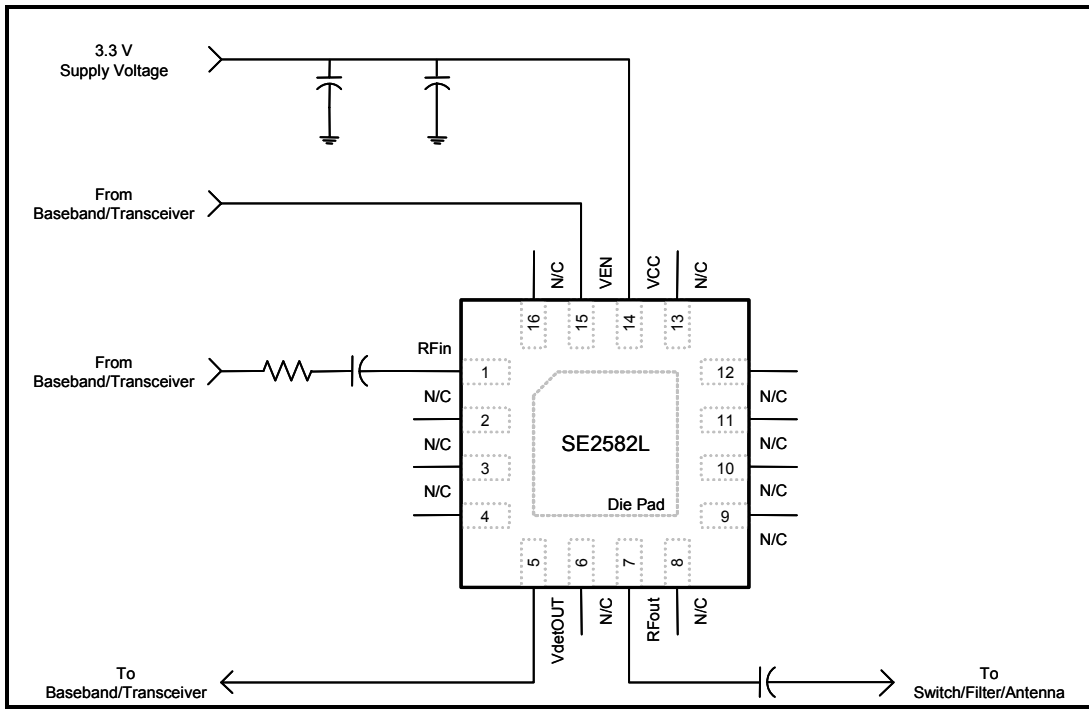 3.3 V
Supply Voltage
From
Baseband/Transceiver
N/C
VEN
VCC
N/C
16
15
14
13
From
Baseband/Transceiver
RFin
1
N/C
2
N/C
3
N/C
4
12
N/C
11
N/C
10
N/C
9
N/C
SE2582L
Die Pad
5
6
7
8
VdetOUT
N/C
RFout
N/C
To
Baseband/Transceiver
To
Switch/Filter/Antenna